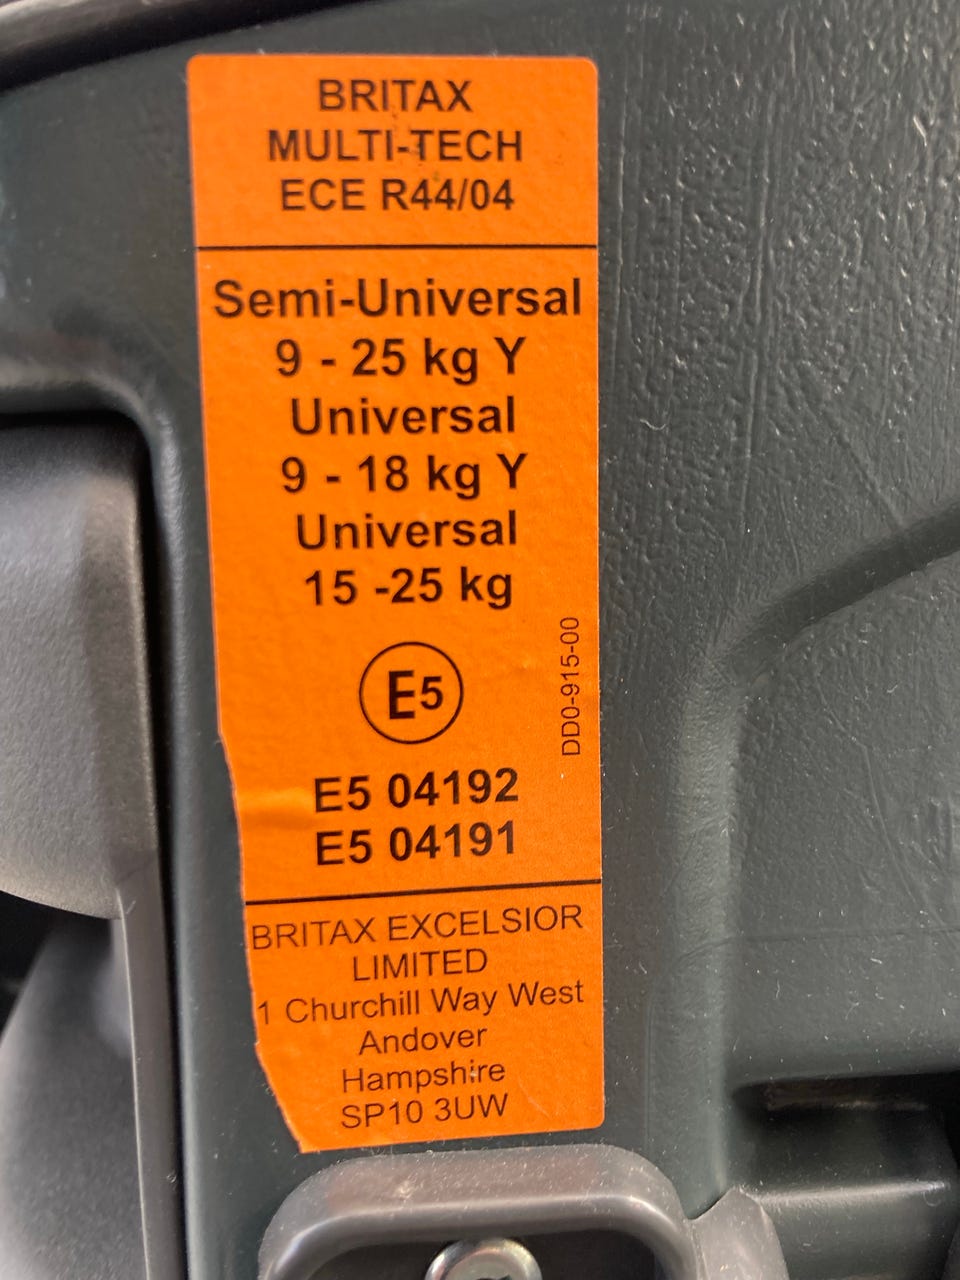 BRITAX
MULTI-TECH
ECE R44/04
Semi-Universal
9 - 25 kg Y
Universal
9 - 18 kg Y
Universal
15 -25 kg
E5
DD0-915-00
E5 04192
E5 04191
BRITAX EXCELSIOR
LIMITED
1 Churchill Way West
Andover
Hampshire
SP10 3UW